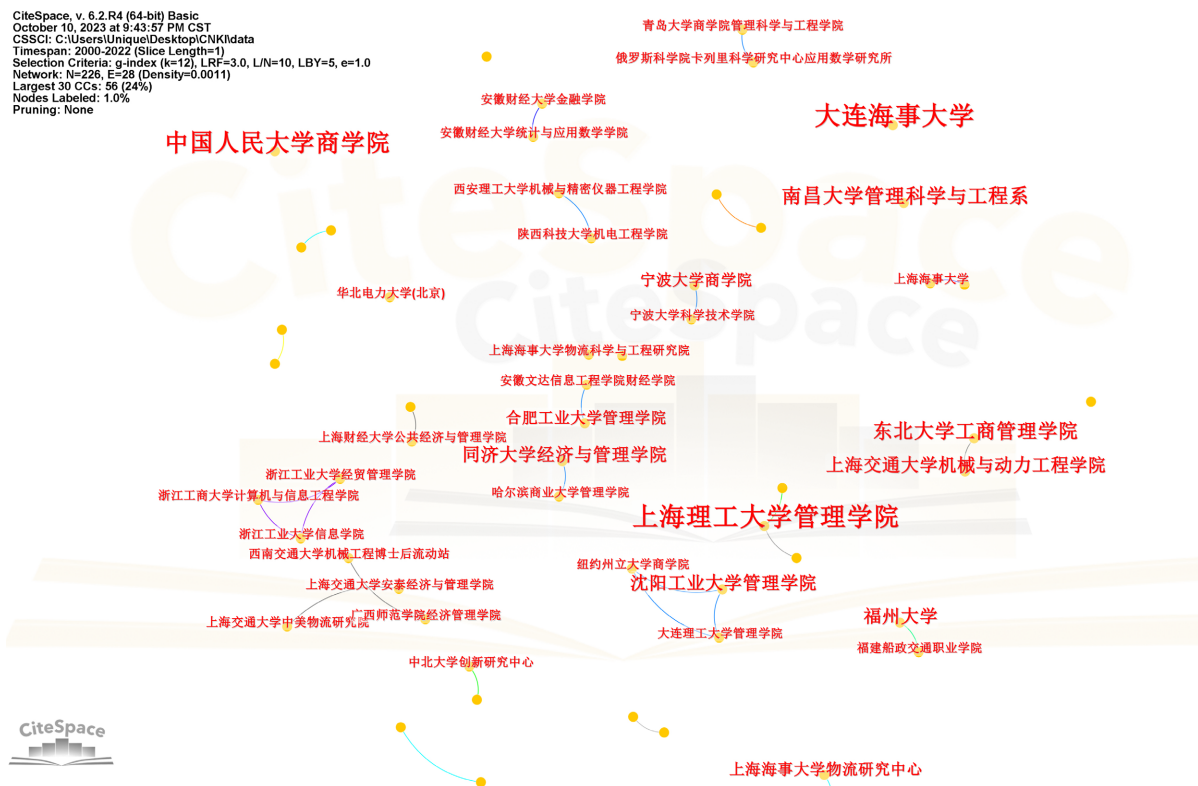 CiteSpace, v. 6.2.R4 (64-bit) Basic
October 10, 2023 at 9:43:57 PM CST
CSSCI: C:\Users\Unique\Desktop\CNKI\data
Timespan: 2000-2022 (Slice Length=1)
Selection Criteria: g-index (k=12), LRF=3.0, L/N=10, LBY=5, e=1.0
Network: N=226, E=28 (Density=0.0011)
Largest 30 CCs: 56 (24%)
Nodes Labeled: 1.0%
Pruning: None
青岛大学商学院管理科学与工程学院
俄罗斯科学院卡列里科学研究中心应用数学研究所
安徽财经大学金融学院
大连海事大学
安徽财经大学统计与应用数学学院
中国人民大学商学院
西安理工大学机械与精密仪器工程学院
南昌大学管理科学与工程系
陕西科技大学机电工程学院
宁波大学商学院
上海海事大学
华北电力大学(北京)
宁波大学科学技术学院
上海海事大学物流科学与工程研究院
安徽文达信息工程学院财经学院
合肥工业大学管理学院
东北大学工商管理学院
上海财经大学公共经济与管理学院
同济大学经济与管理学院
上海交通大学机械与动力工程学院
浙江工业大学经贸管理学院
哈尔滨商业大学管理学院
浙江工商大学计算机与信息工程学院
上海理工大学管理学院
浙江工业大学信息学院
西南交通大学机械工程博士后流动站
纽约州立大学商学院
上海交通大学安泰经济与管理学院
沈阳工业大学管理学院
广西师范学院经济管理学院
福州大学
上海交通大学中美物流研究院
大连理工大学管理学院
福建船政交通职业学院
中北大学创新研究中心
上海海事大学物流研究中心
CiteSpace
CiteSpace
CiteSpace